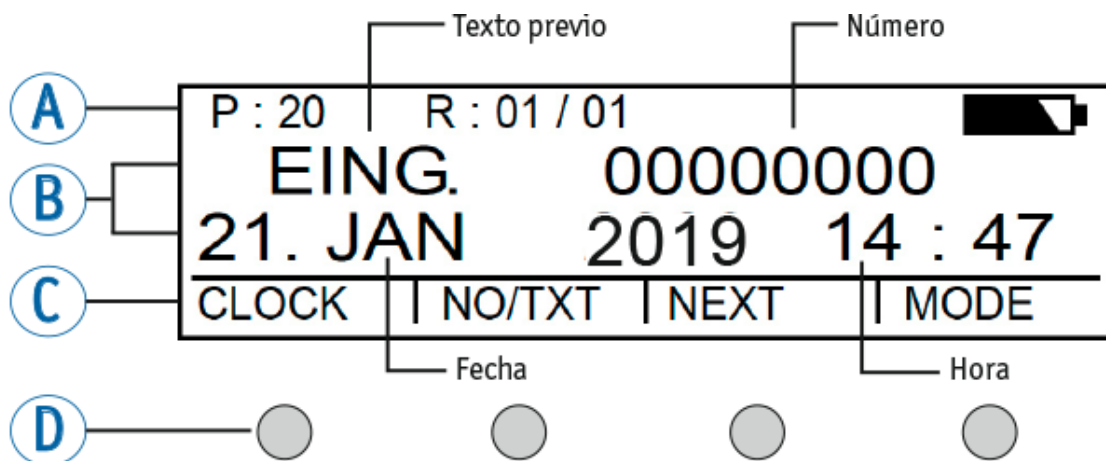 Texto previo Número
A P : 20 R : 01 / 01
EING. 00000000
B
21. JAN 2019 14 : 47
C CLOCK NO/TXT NEXT MODE
Fecha Hora
D